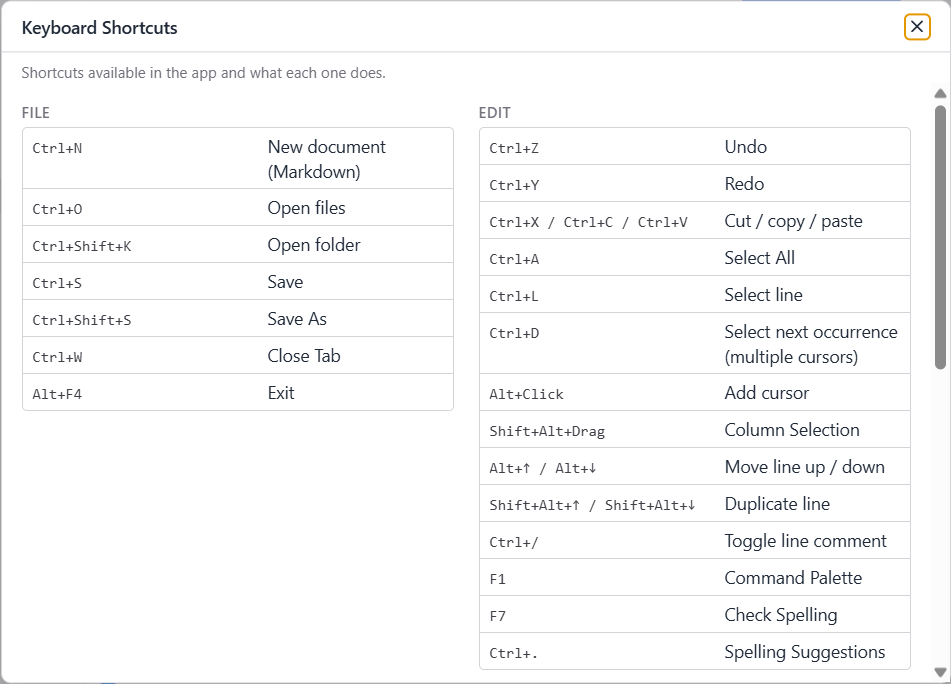 Keyboard Shortcuts
Shortcuts available in the app and what each one does.
FILE
Ctrl+N New document
(Markdown)
Ctrl+O Open files
Ctrl+Shift+K Open folder
Ctrl+S Save
Ctrl+Shift+S Save As
Ctrl+W Close Tab
Alt+F4 Exit
EDIT
Ctrl+Z Undo
Ctrl+Y Redo
Ctrl+X / Ctrl+C / Ctrl+V Cut / copy / paste
Ctrl+A Select All
Ctrl+L Select line
Ctrl+D Select next occurrence
(multiple cursors)
Alt+Click Add cursor
Shift+Alt+Drag Column Selection
Alt+↑ / Alt+↓ Move line up / down
Shift+Alt+↑ / Shift+Alt+↓ Duplicate line
Ctrl+/ Toggle line comment
F1 Command Palette
F7 Check Spelling
Ctrl+. Spelling Suggestions